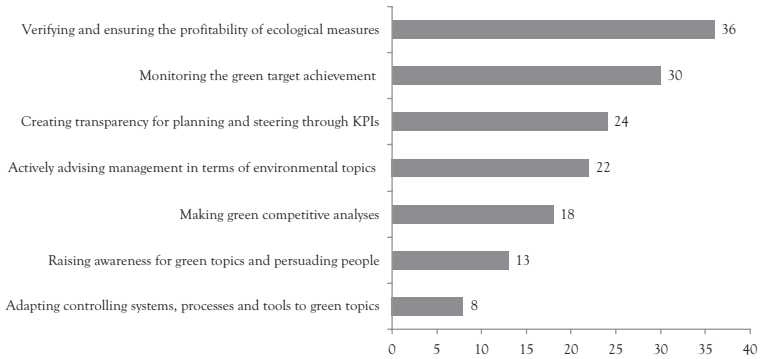 Verifying and ensuring the profitability of ecological measures 36
Monitoring the green target achievement 30
Creating transparency for planning and steering through KPIs 24
Actively advising management in terms of environmental topics 22
Making green competitive analyses 18
Raising awareness for green topics and persuading people 13
Adapting controlling systems, processes and tools to green topics 8
0 5 10 15 20 25 30 35 40